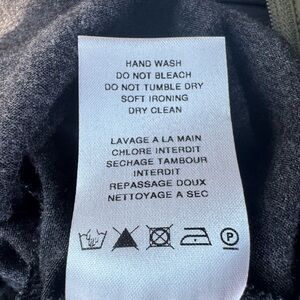 HAND WASH
DO NOT BLEACH
DO NOT TUMBLE DRY
SOFT IRONING
DRY CLEAN
LAVAGE A LA MAIN
CHLORE INTERDIT
SECHAGE TAMBOUR
INTERDIT
REPASSAGE DOUX
NETTOYAGE A SEC
P